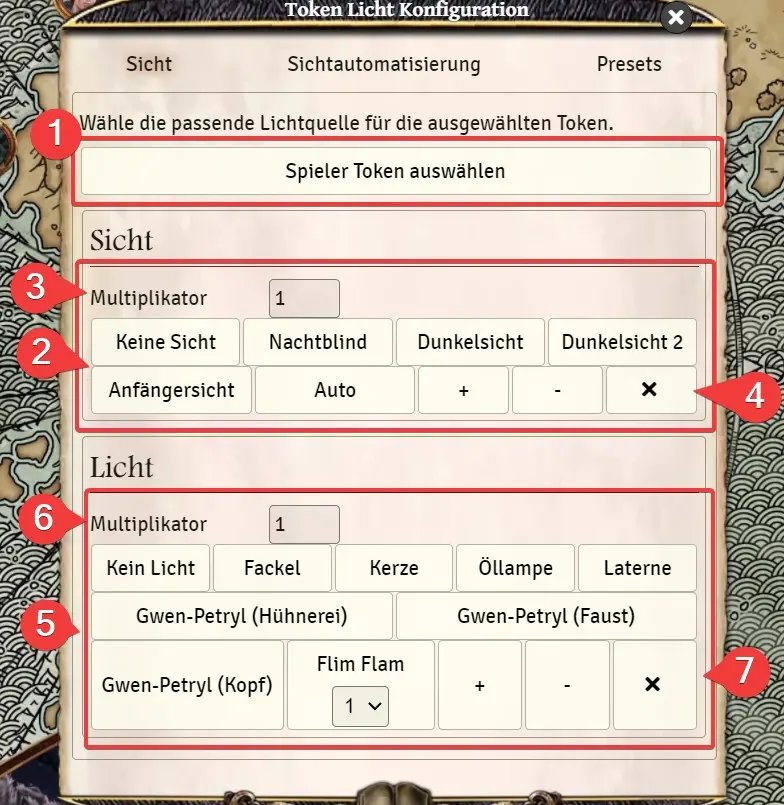 Token Licht Konfiguration
Sicht Sichtautomatisierung Presets
1
Wähle die passende Lichtquelle für die ausgewählten Token.
Spieler Token auswählen
Sicht
3
Multiplikator 1
2
Keine Sicht Nachtblind Dunkelsicht Dunkelsicht 2
Anfängersicht Auto + - ×
4
Licht
6
Multiplikator 1
Kein Licht Fackel Kerze Öllampe Laterne
5
Gwen-Petryl (Hühnerei) Gwen-Petryl (Faust)
Gwen-Petryl (Kopf) Flim Flam + - ×
1
7